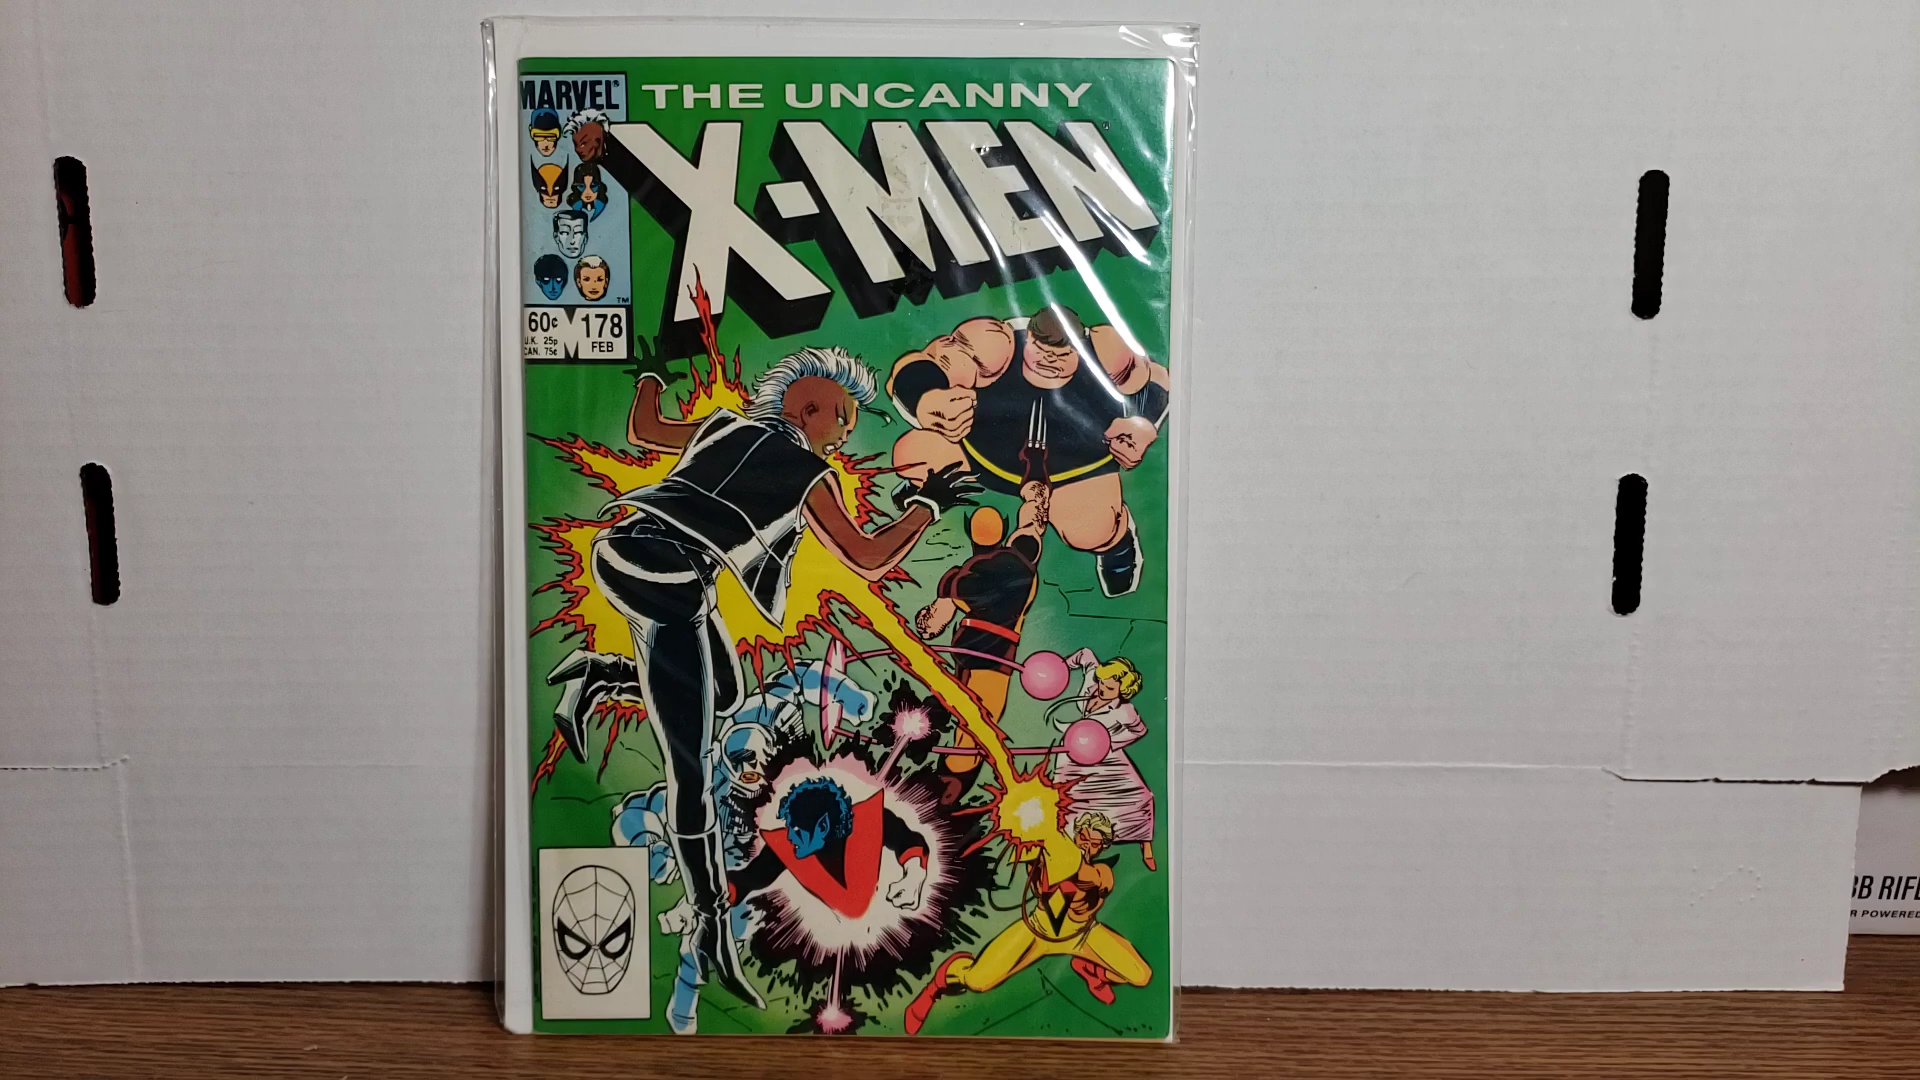 MARVEL®
THE UNCANNY
X-MEN
TM
60¢
178
U.K. 25p
FEB
CAN. 75¢
BB RIFL
R POWERED